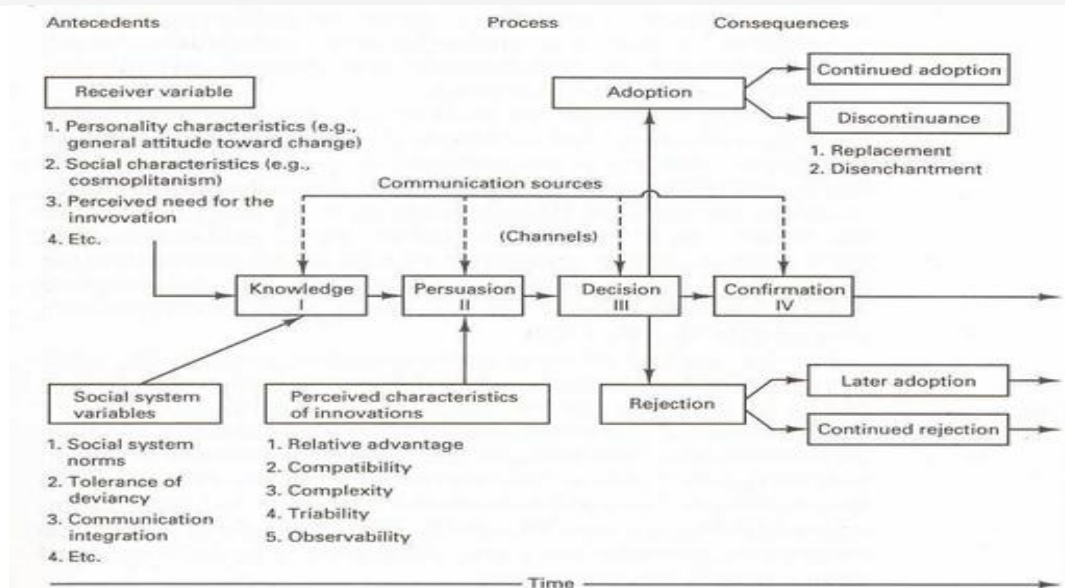 Antecedents
Process
Consequences
Receiver variable
1. Personality characteristics (e.g.,
general attitude toward change)
2. Social characteristics (e.g.,
cosmoplitanism)
3. Perceived need for the
innvovation
4. Etc.
Adoption
Continued adoption
Discontinuance
1. Replacement
2. Disenchantment
Communication sources
(Channels)
Knowledge
I
Persuasion
II
Decision
III
Confirmation
IV
Social system
variables
1. Social system
norms
2. Tolerance of
deviancy
3. Communication
integration
4. Etc.
Perceived characteristics
of innovations
1. Relative advantage
2. Compatibility
3. Complexity
4. Triability
5. Observability
Rejection
Later adoption
Continued rejection
Time